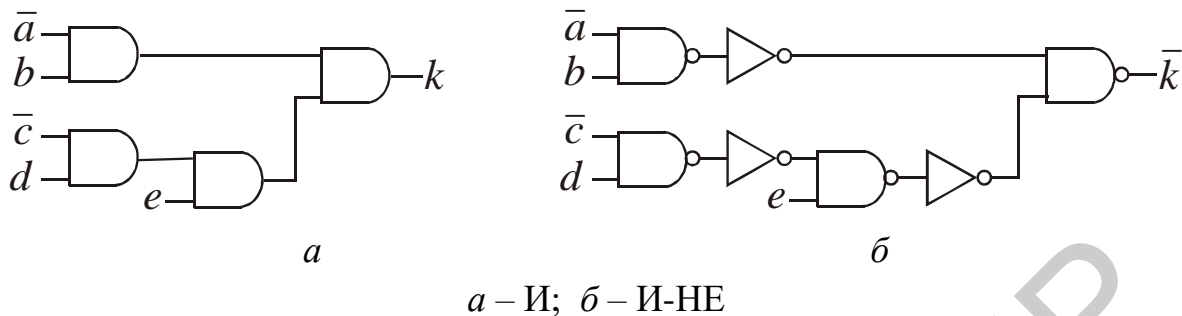 a̅ b k c̅ d e
a̅ b k̅ c̅ d e
а б
а – И; б – И-НЕ